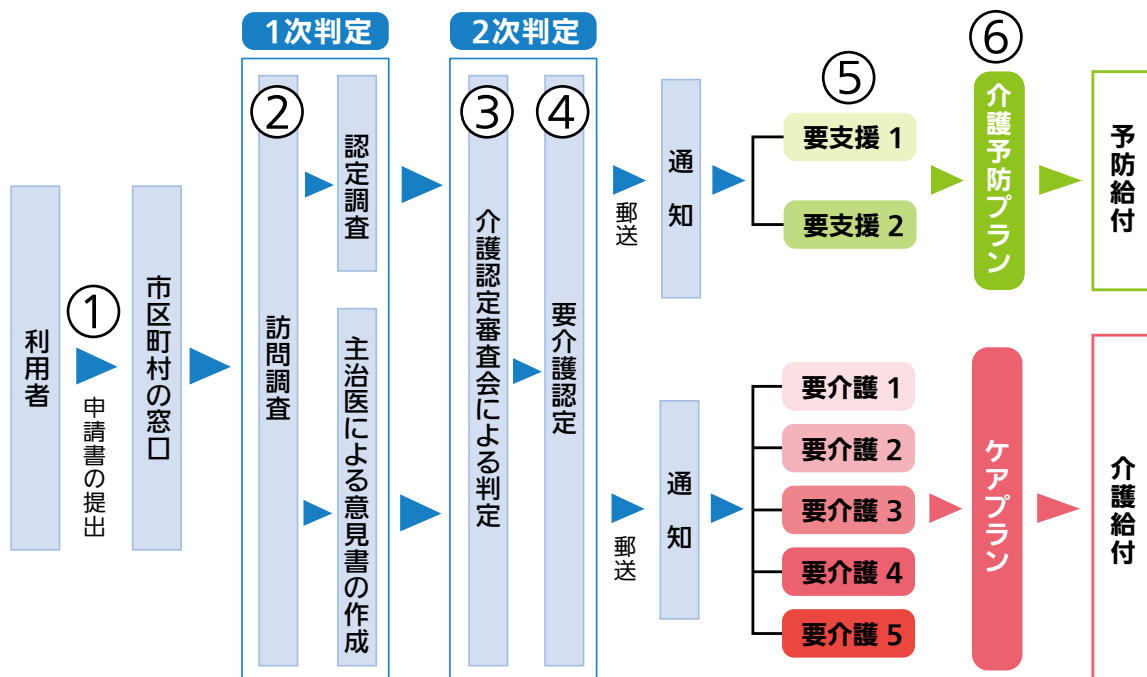 1次判定
2次判定
利用者
①
申請書の提出
市区町村の窓口
②
訪問調査
認定調査
主治医による意見書の作成
③
介護認定審査会による判定
④
要介護認定
郵送
通知
⑤
要支援 1
要支援 2
⑥
介護予防プラン
予防給付
郵送
通知
要介護 1
要介護 2
要介護 3
要介護 4
要介護 5
ケアプラン
介護給付